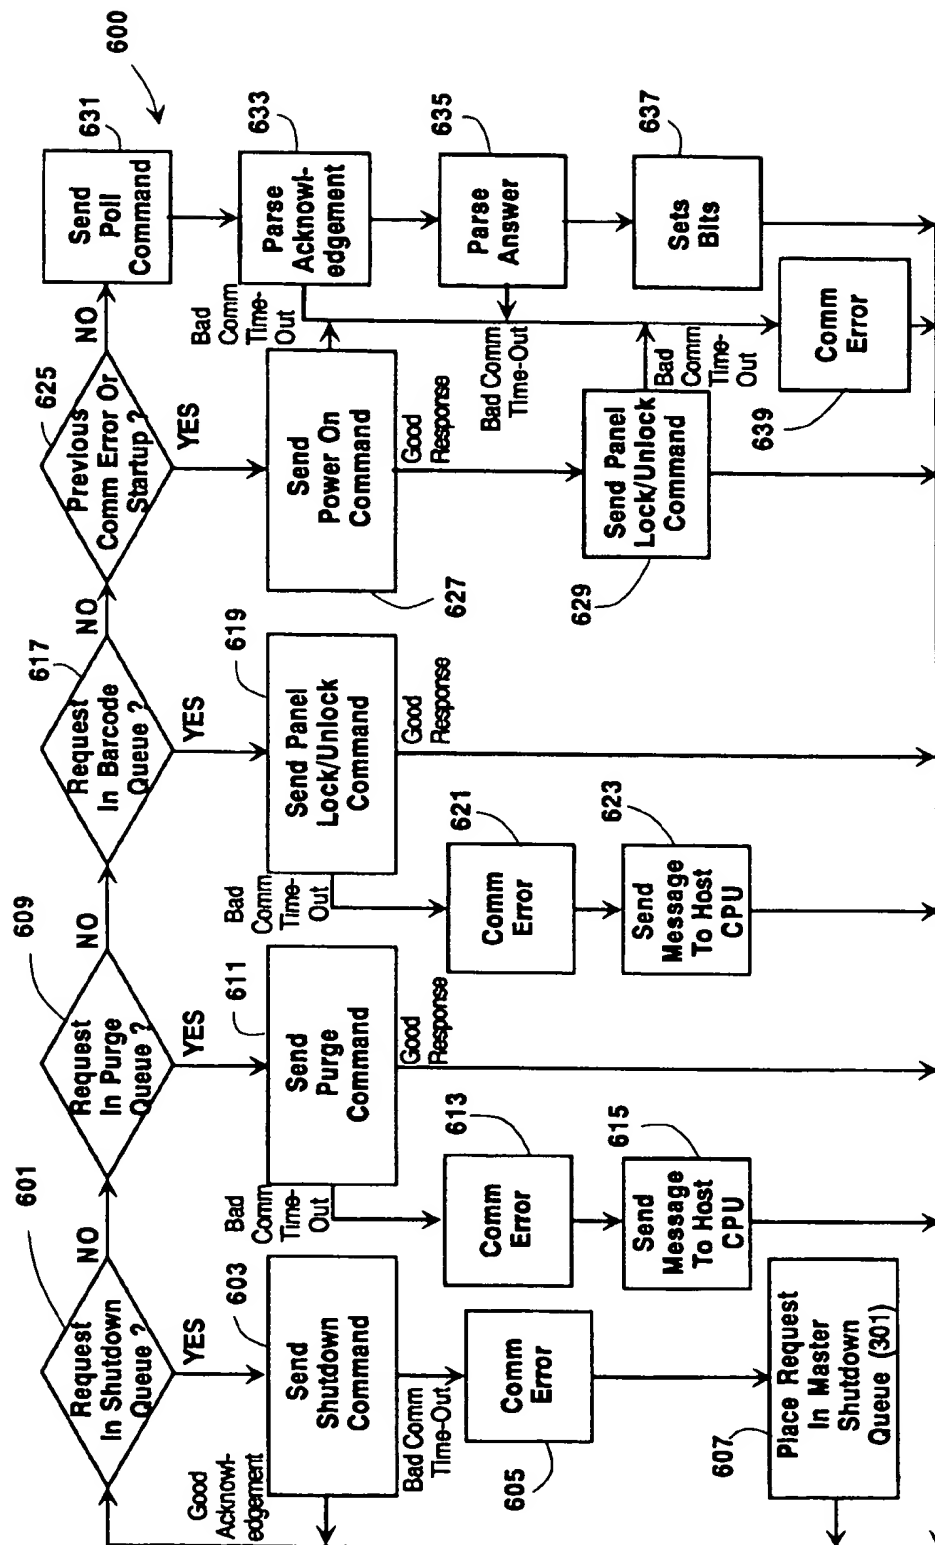 600
601
Request
In Shutdown
Queue ?
NO
YES
603
Send
Shutdown
Command
Good
Acknowl-
edgement
Bad Comm
Time-Out
Comm
Error
605
Place Request
In Master
Shutdown
Queue (301)
607
609
Request
In Purge
Queue ?
NO
YES
611
Send
Purge
Command
Bad
Comm
Time-
Out
Good
Response
613
Comm
Error
615
Send
Message
To Host
CPU
617
Request
In Barcode
Queue ?
NO
YES
619
Send Panel
Lock/Unlock
Command
Bad
Comm
Time-
Out
Good
Response
621
Comm
Error
623
Send
Message
To Host
CPU
625
Previous
Comm Error Or
Startup ?
NO
YES
Send
Power On
Command
627
Good
Response
Send Panel
Lock/Unlock
Command
629
Bad
Comm
Time-
Out
631
Send
Poll
Command
633
Parse
Acknowl-
edgement
Bad
Comm
Time-
Out
635
Parse
Answer
Bad Comm
Time-Out
637
Sets
Bits
Comm
Error
639